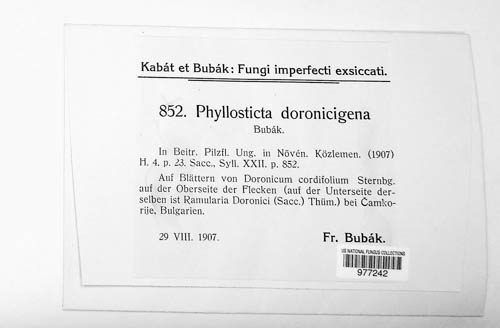 Kabát et Bubák: Fungi imperfecti exsiccati.
852. Phyllosticta doronicigena
Bubák.
In Beitr. Pilzfl. Ung. in Növén. Közlemen. (1907)
H. 4, p. 23. Sacc., Syll. XXII. p. 852.
Auf Blättern von Doronicum cordifolium Sternbg.
auf der Oberseite der Flecken (auf der Unterseite der-
selben ist Ramularia Doronici (Sacc.) Thüm.) bei Čamko-
rije, Bulgarien.
29 VIII. 1907.
Fr. Bubák.
US NATIONAL FUNGUS COLLECTIONS
977242